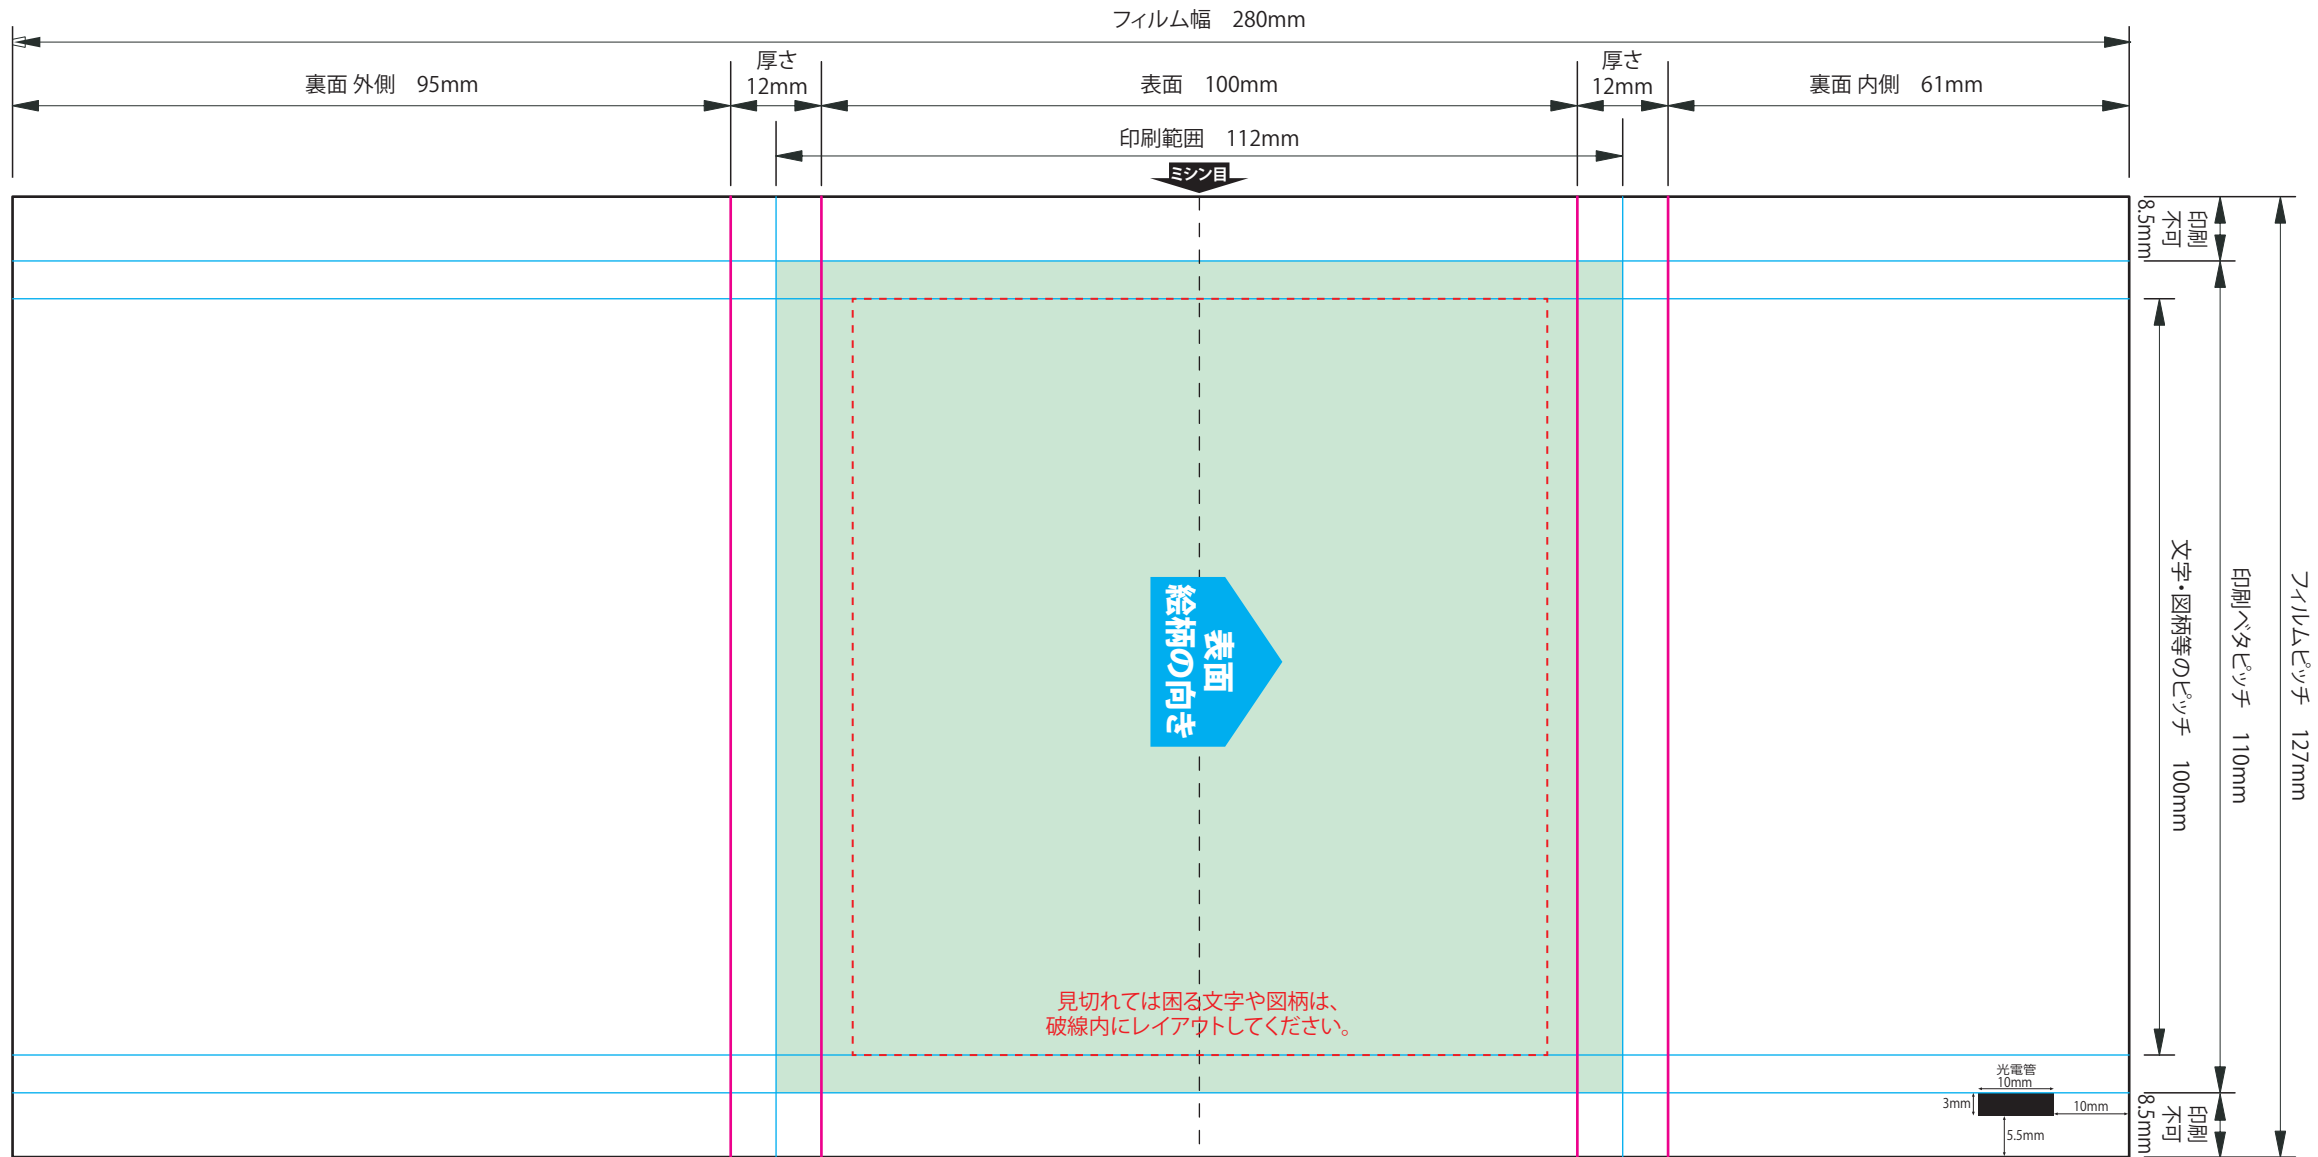 フィルム幅　280mm
裏面 外側　95mm
厚さ
12mm
表面　100mm
厚さ
12mm
裏面 内側　61mm
印刷範囲　112mm
ミシン目
印刷
不可
8.5mm
フィルムピッチ　127mm
印刷ベタピッチ　110mm
文字・図柄等のピッチ　100mm
表面
絵柄の向き
見切れては困る文字や図柄は、
破線内にレイアウトしてください。
光電管
10mm
3mm
10mm
5.5mm
印刷
不可
8.5mm